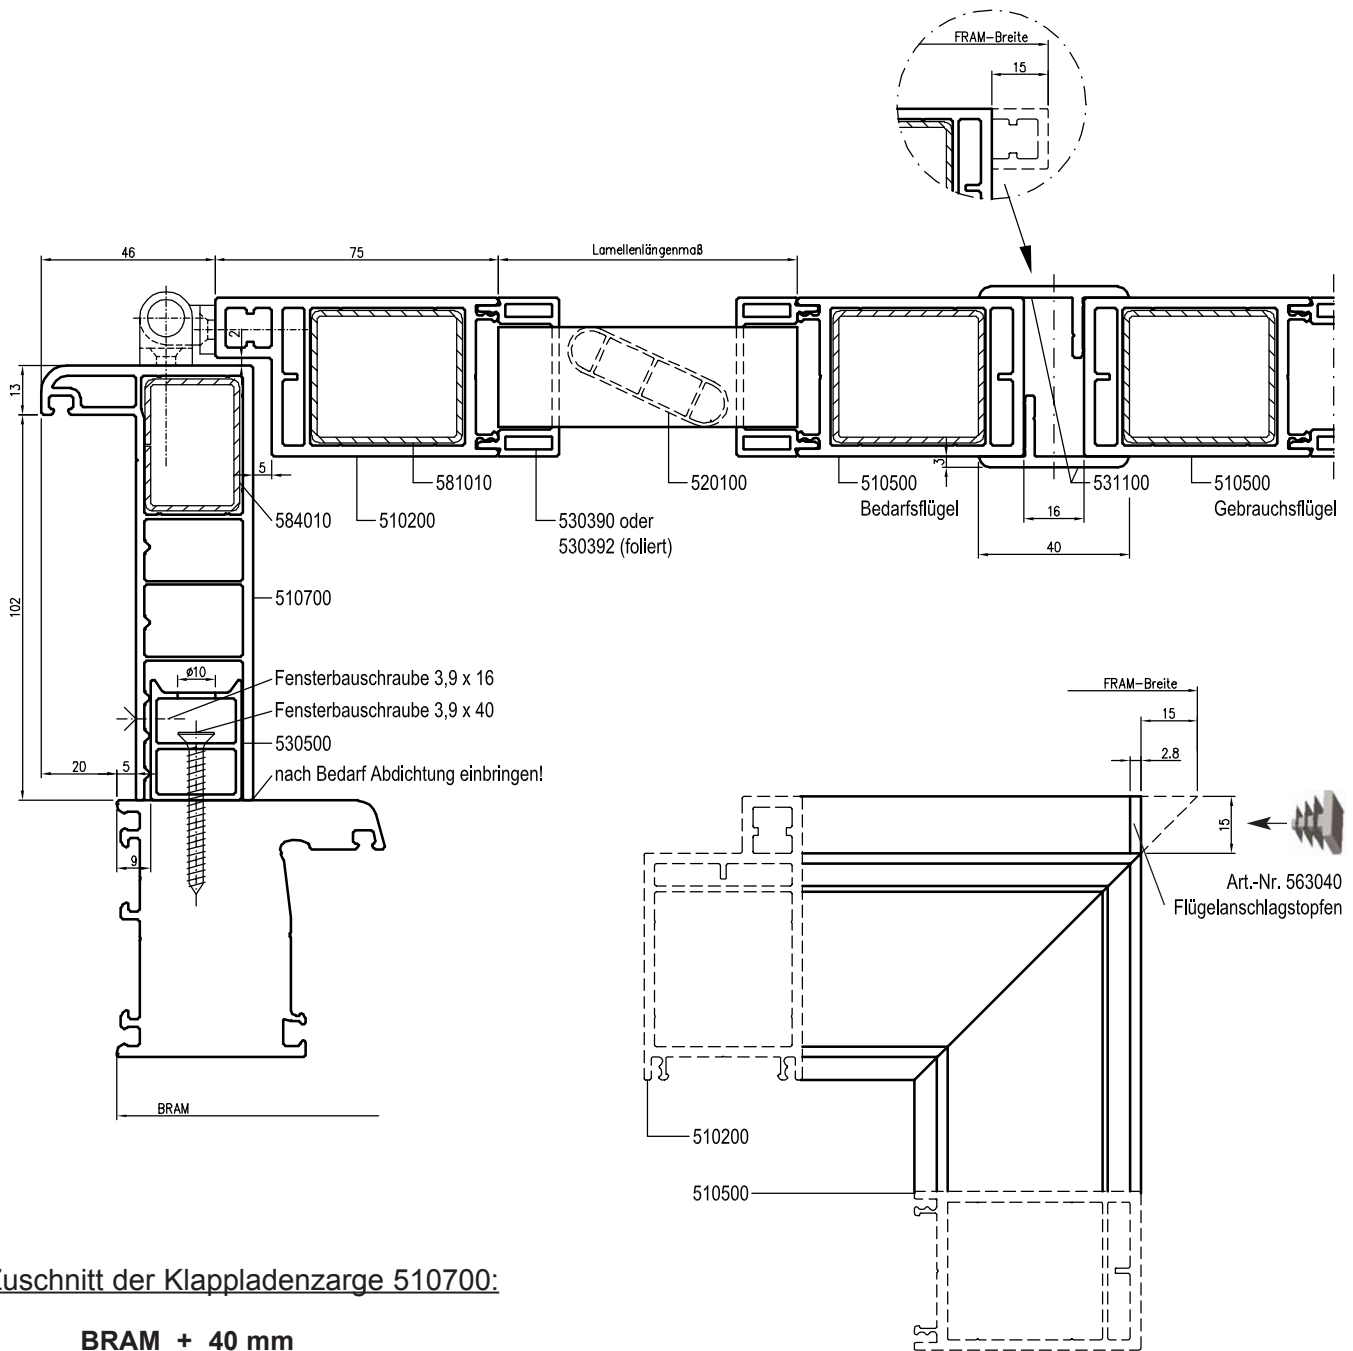 FRAM–Breite
15
46
75
Lamellenlängenmaß
2
13
5
3
581010
520100
510500
Bedarfsflügel
531100
510500
Gebrauchsflügel
584010
510200
530390 oder
530392 (foliert)
16
40
102
510700
ø10
Fensterbauschraube 3,9 x 16
Fensterbauschraube 3,9 x 40
530500
nach Bedarf Abdichtung einbringen!
20
5
9
FRAM–Breite
15
2.8
15
Art.-Nr. 563040
Flügelanschlagstopfen
BRAM
510200
510500
Zuschnitt der Klappladenzarge 510700:
BRAM + 40 mm